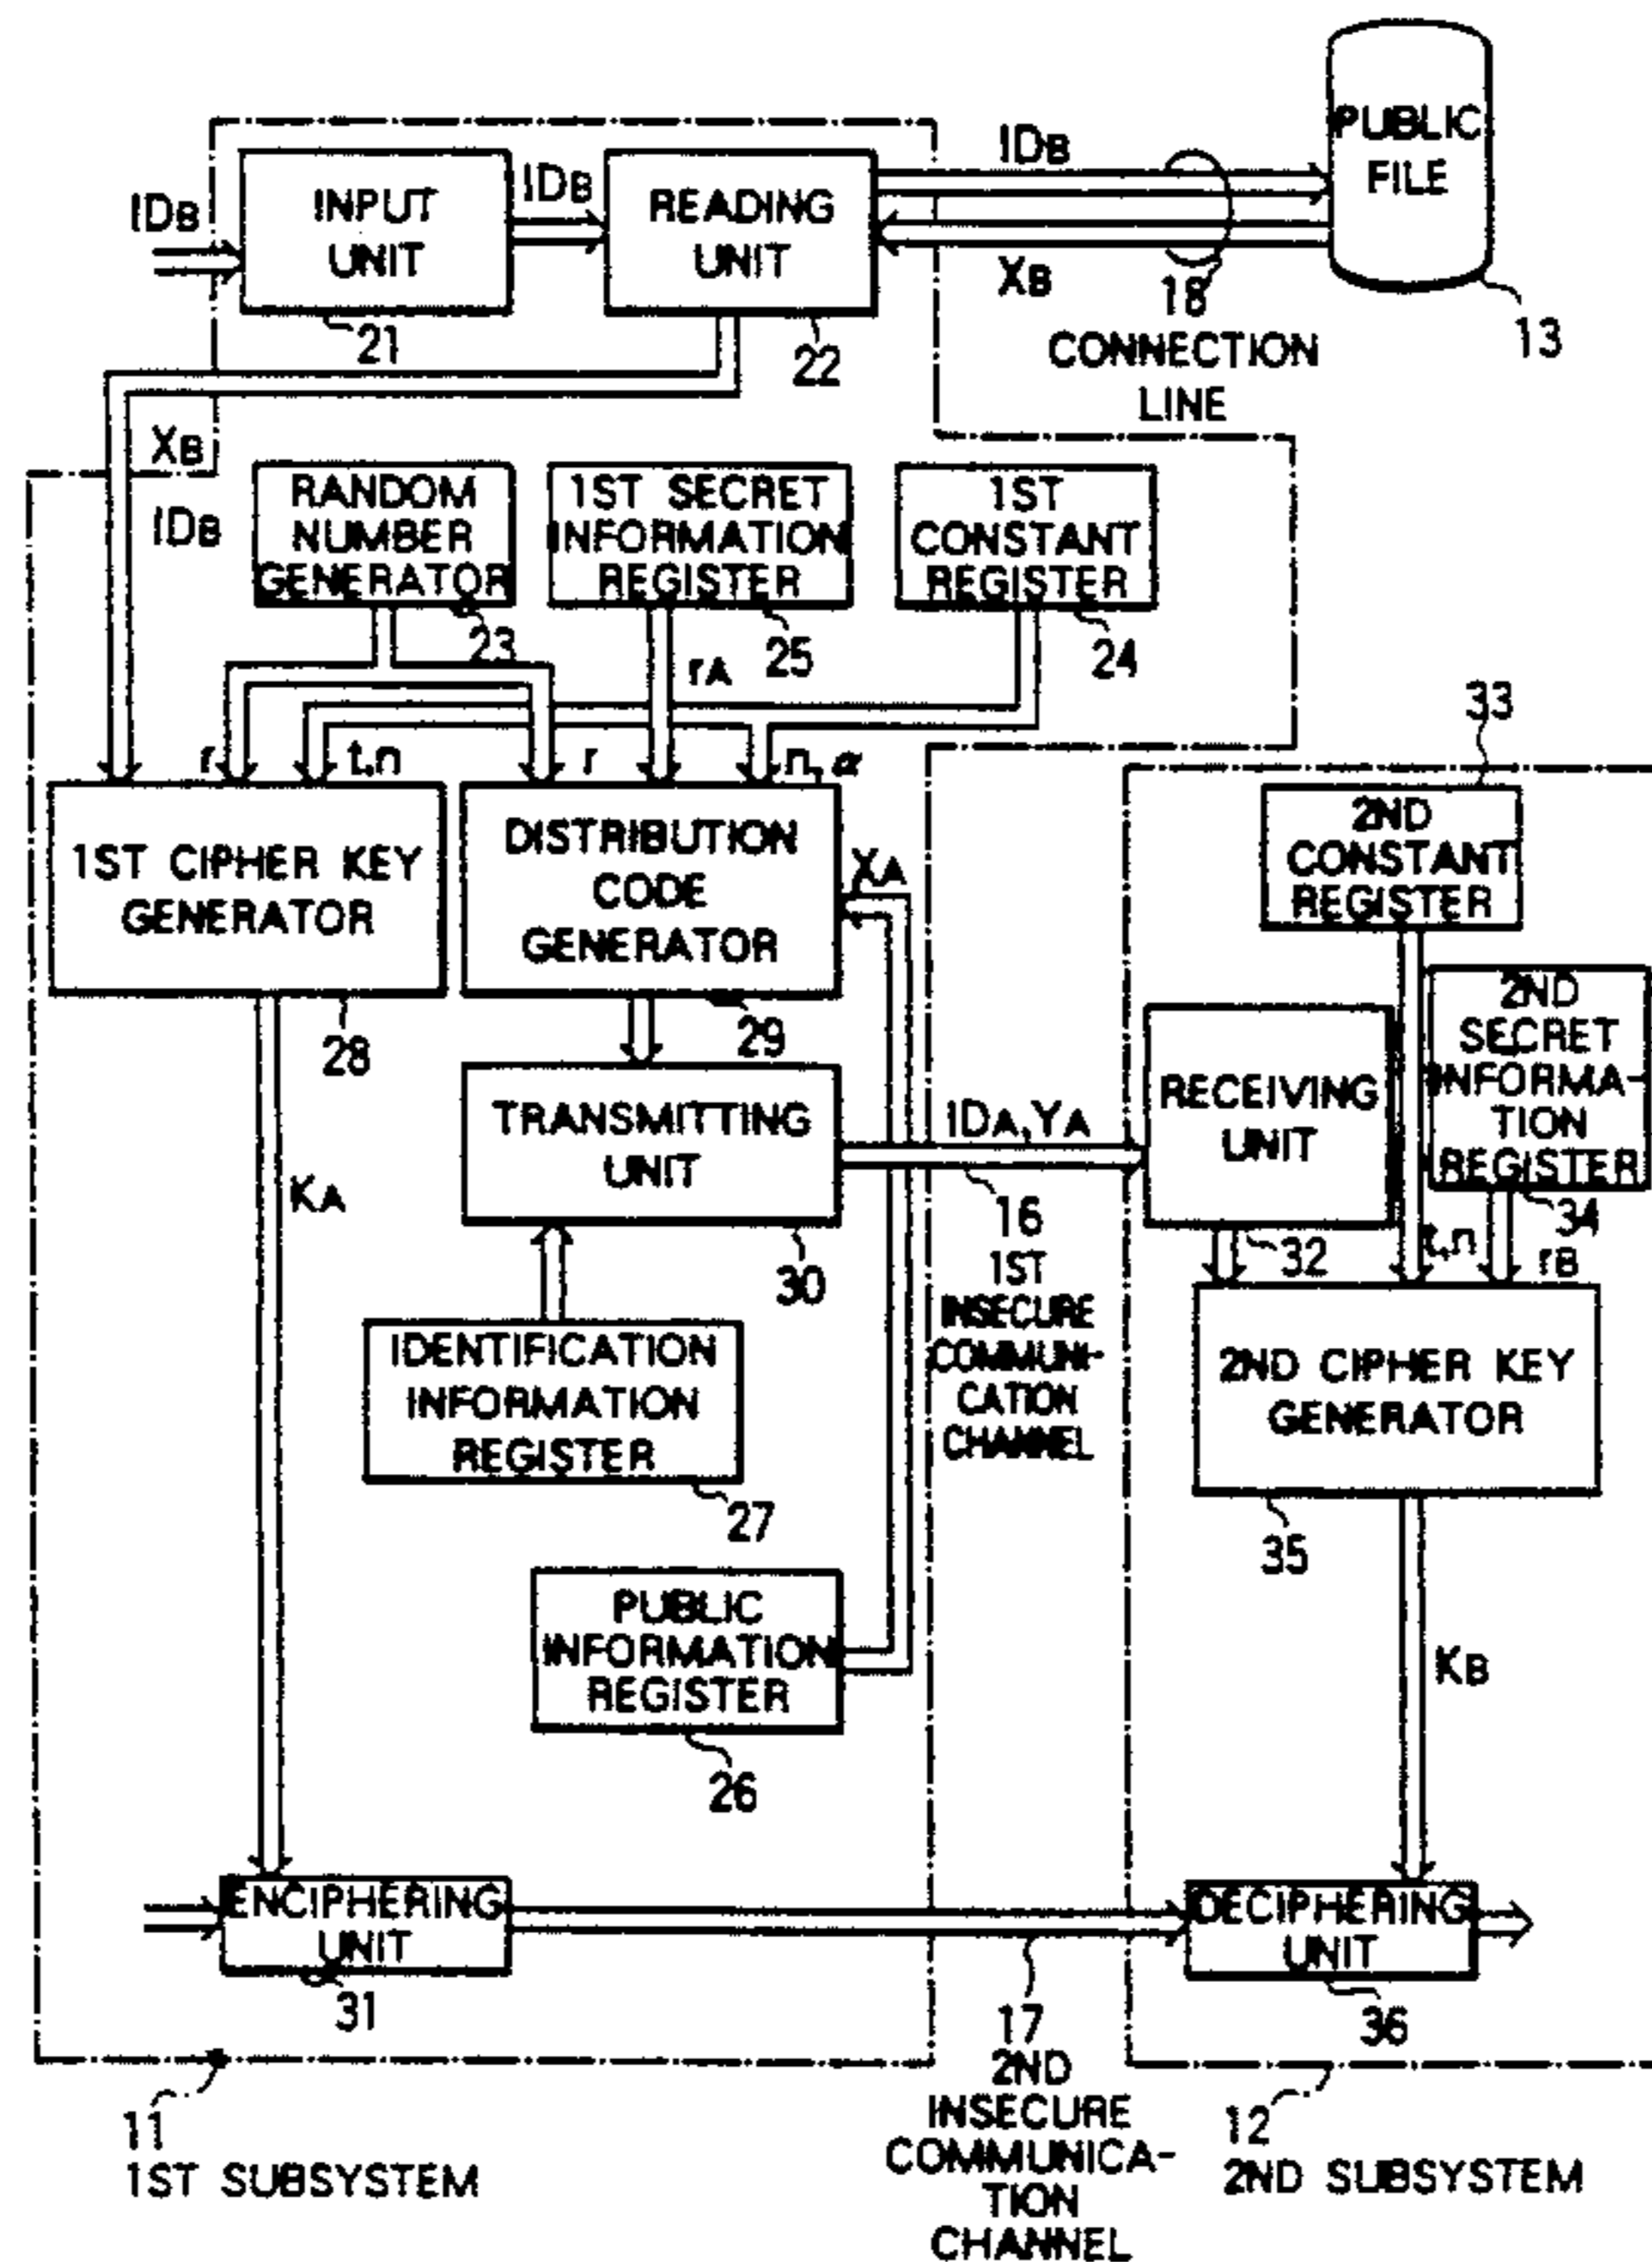 PUBLIC
FILE
13
IDB
INPUT
UNIT
21
IDB
READING
UNIT
22
IDB
XB
18
CONNECTION
LINE
XB
IDB
RANDOM
NUMBER
GENERATOR
23
1ST SECRET
INFORMATION
REGISTER
25
1ST
CONSTANT
REGISTER
24
rA
r
t,n
r
n,α
1ST CIPHER KEY
GENERATOR
28
DISTRIBUTION
CODE
GENERATOR
29
XA
33
2ND
CONSTANT
REGISTER
2ND
SECRET
INFORMA-
TION
REGISTER
34
TRANSMITTING
UNIT
30
IDA,YA
16
1ST
INSECURE
COMMUNI-
CATION
CHANNEL
RECEIVING
UNIT
32
t,n
rB
KA
IDENTIFICATION
INFORMATION
REGISTER
27
2ND CIPHER KEY
GENERATOR
35
PUBLIC
INFORMATION
REGISTER
26
KB
ENCIPHERING
UNIT
31
DECIPHERING
UNIT
36
17
2ND
INSECURE
COMMUNICA-
TION
CHANNEL
11
1ST SUBSYSTEM
12
2ND SUBSYSTEM